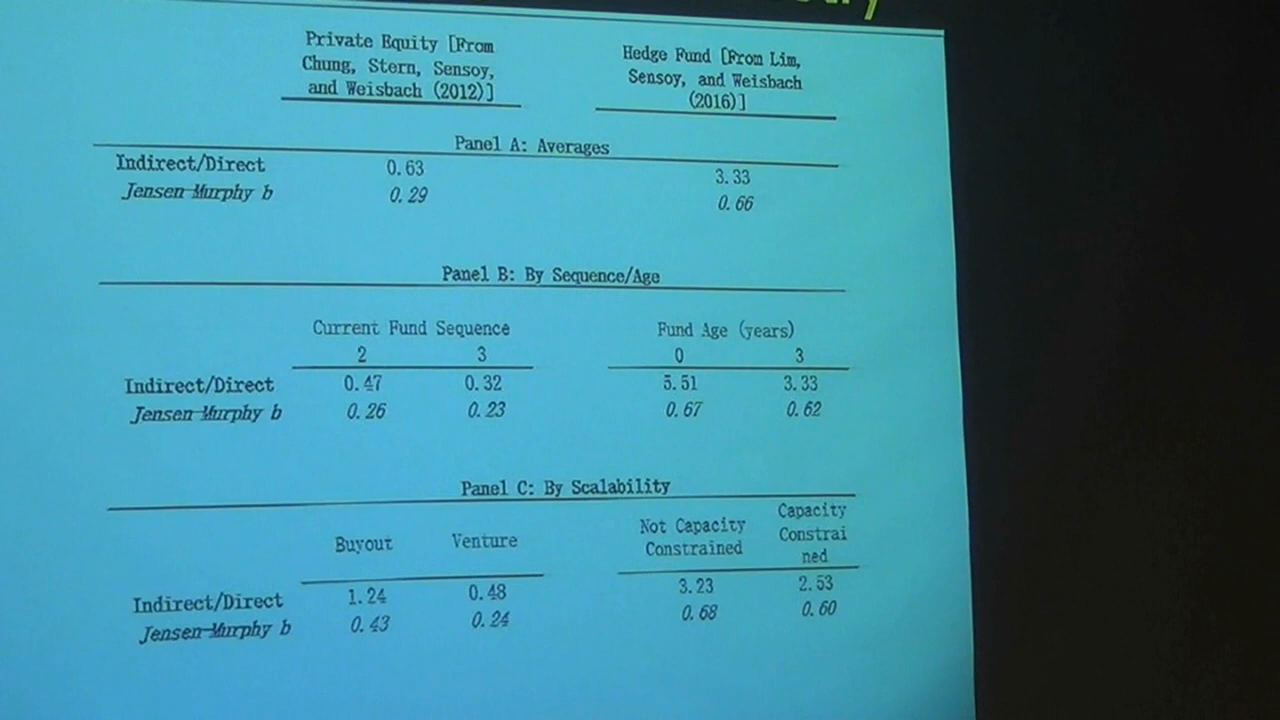 Private Equity [From
Chung, Stern, Sensoy,
and Weisbach (2012)]
Hedge Fund [From Lim,
Sensoy, and Weisbach
(2016)]
Panel A: Averages
Indirect/Direct 0.63 3.33
Jensen-Murphy b 0.29 0.66
Panel B: By Sequence/Age
Current Fund Sequence Fund Age (years)
2 3 0 3
Indirect/Direct 0.47 0.32 5.51 3.33
Jensen-Murphy b 0.26 0.23 0.67 0.62
Panel C: By Scalability
Buyout Venture
Not Capacity
Constrained
Capacity
Constrai
ned
Indirect/Direct 1.24 0.48 3.23 2.53
Jensen-Murphy b 0.43 0.24 0.68 0.60